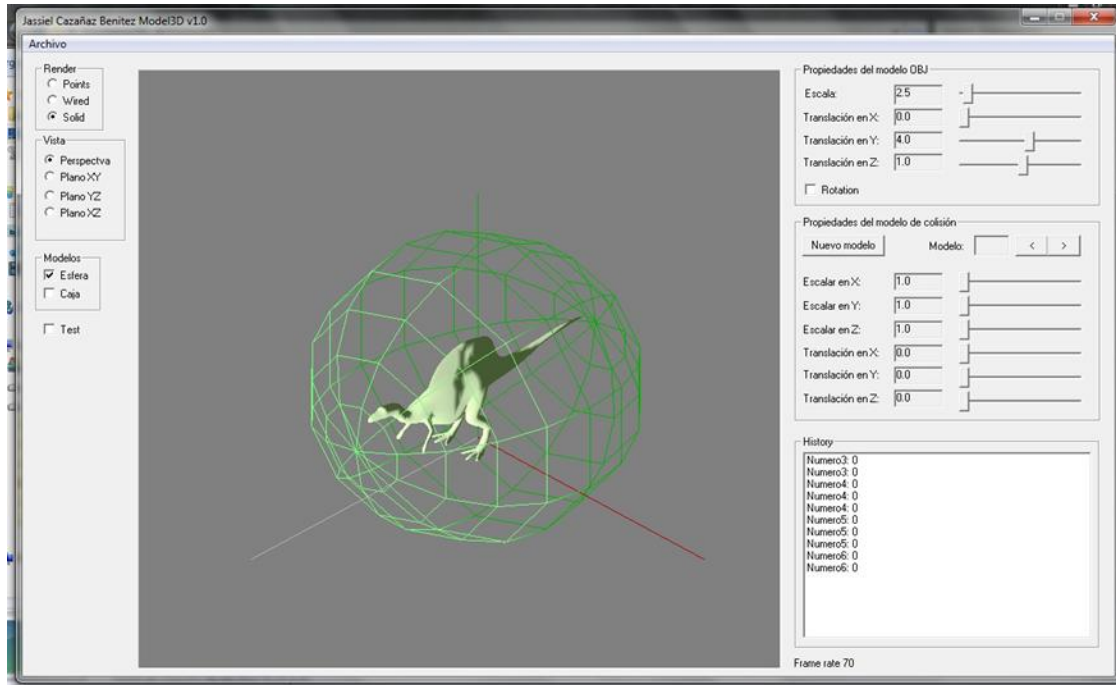 Jassiel Cazañaz Benitez Model3D v1.0
Archivo
Render
Points
Wired
Solid
Vista
Perspectva
Plano XY
Plano YZ
Plano XZ
Modelos
Esfera
Caja
Test
Propiedades del modelo OBJ
Escala: 2.5
Translación en X: 0.0
Translación en Y: 4.0
Translación en Z: 1.0
Rotation
Propiedades del modelo de colisión
Nuevo modelo Modelo: < >
Escalar en X: 1.0
Escalar en Y: 1.0
Escalar en Z: 1.0
Translación en X: 0.0
Translación en Y: 0.0
Translación en Z: 0.0
History
Numero3: 0
Numero3: 0
Numero4: 0
Numero4: 0
Numero4: 0
Numero5: 0
Numero5: 0
Numero5: 0
Numero6: 0
Numero6: 0
Frame rate 70